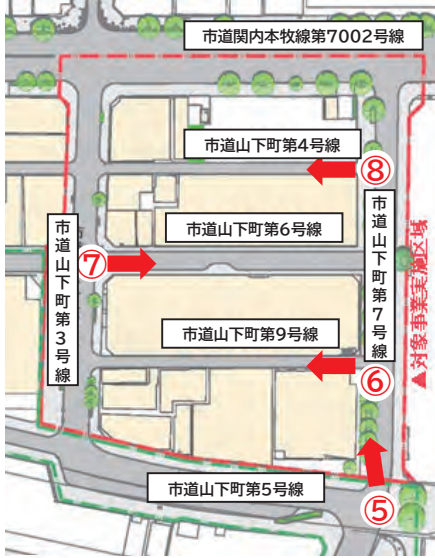 市道関内本牧線第7002号線
市道山下町第4号線
⑧
市道山下町第6号線
市道山下町第3号線
⑦
市道山下町第7号線
▲対象事業実施区域
市道山下町第9号線
⑥
市道山下町第5号線
⑤